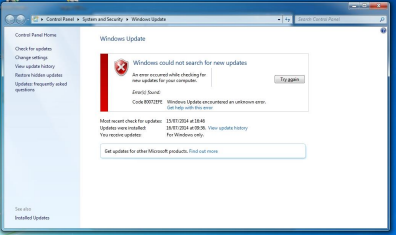 Control Panel ▸ System and Security ▸ Windows Update
Search Control Panel
Control Panel Home
Check for updates
Change settings
View update history
Restore hidden updates
Updates: frequently asked
questions
Windows Update
Windows could not search for new updates
An error occurred while checking for
new updates for your computer.
Try again
Error(s) found:
Code 80072EFE Windows Update encountered an unknown error.
Get help with this error
Most recent check for updates: 15/07/2014 at 16:46
Updates were installed: 16/07/2014 at 09:36. View update history
You receive updates: For Windows only.
Get updates for other Microsoft products. Find out more
See also
Installed Updates